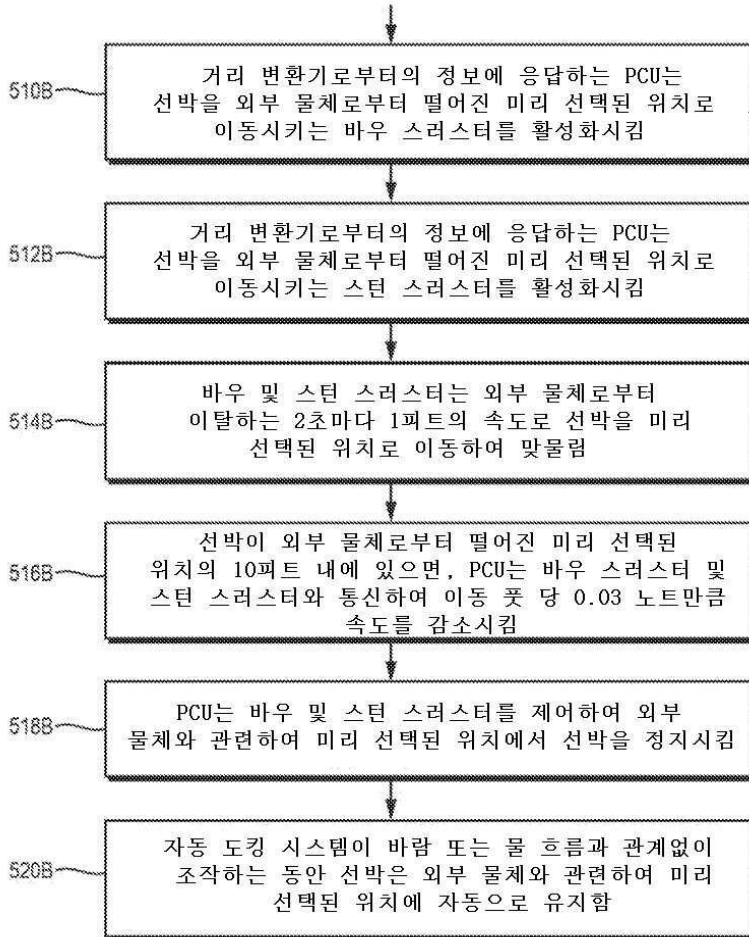 510B
거리 변환기로부터의 정보에 응답하는 PCU는
선박을 외부 물체로부터 떨어진 미리 선택된 위치로
이동시키는 바우 스러스터를 활성화시킴
512B
거리 변환기로부터의 정보에 응답하는 PCU는
선박을 외부 물체로부터 떨어진 미리 선택된 위치로
이동시키는 스턴 스러스터를 활성화시킴
514B
바우 및 스턴 스러스터는 외부 물체로부터
이탈하는 2초마다 1피트의 속도로 선박을 미리
선택된 위치로 이동하여 맞물림
516B
선박이 외부 물체로부터 떨어진 미리 선택된
위치의 10피트 내에 있으면, PCU는 바우 스러스터 및
스턴 스러스터와 통신하여 이동 풋 당 0.03 노트만큼
속도를 감소시킴
518B
PCU는 바우 및 스턴 스러스터를 제어하여 외부
물체와 관련하여 미리 선택된 위치에서 선박을 정지시킴
520B
자동 도킹 시스템이 바람 또는 물 흐름과 관계없이
조작하는 동안 선박은 외부 물체와 관련하여 미리
선택된 위치에 자동으로 유지함